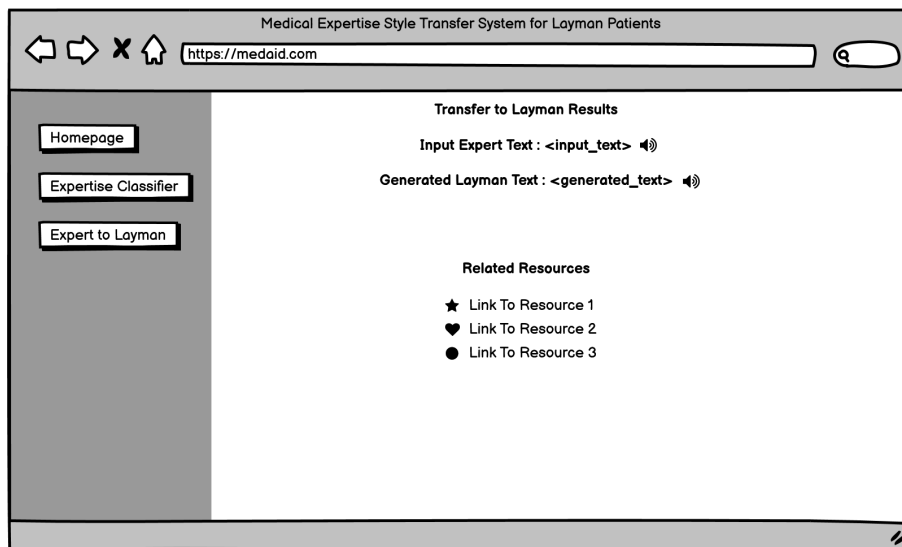 Medical Expertise Style Transfer System for Layman Patients
https://medaid.com
Homepage
Expertise Classifier
Expert to Layman
Transfer to Layman Results
Input Expert Text : <input_text>
Generated Layman Text : <generated_text>
Related Resources
Link To Resource 1
Link To Resource 2
Link To Resource 3